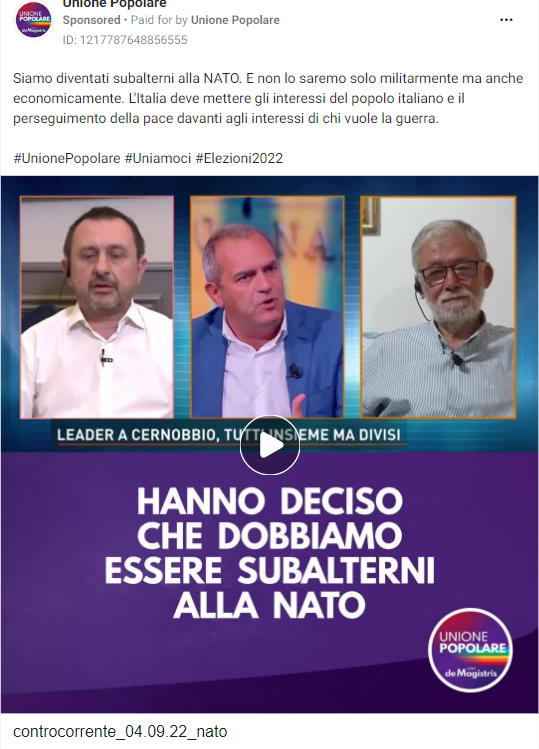 Unione Popolare
UNIONE
POPOLARE
Sponsored • Paid for by Unione Popolare
ID: 1217787648856555
Siamo diventati subalterni alla NATO. E non lo saremo solo militarmente ma anche
economicamente. L'Italia deve mettere gli interessi del popolo italiano e il
perseguimento della pace davanti agli interessi di chi vuole la guerra.
#UnionePopolare #Uniamoci #Elezioni2022
LEADER A CERNOBBIO, TUTTI INSIEME MA DIVISI
HANNO DECISO
CHE DOBBIAMO
ESSERE SUBALTERNI
ALLA NATO
UNIONE
POPOLARE
de Magistris
controcorrente_04.09.22_nato